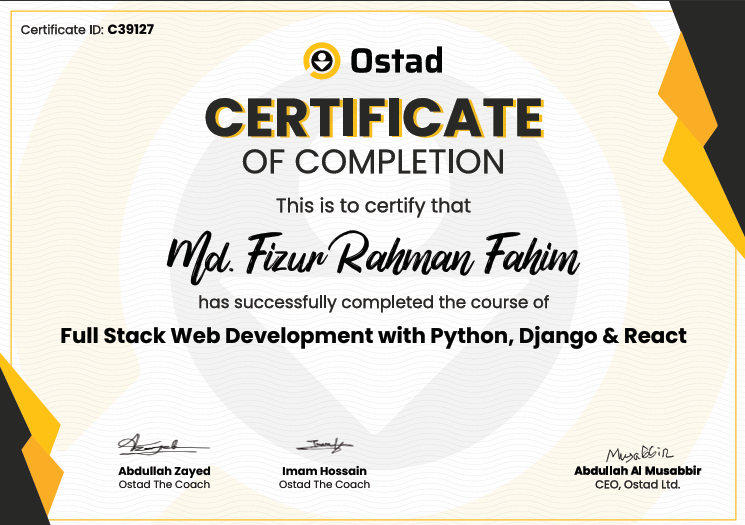 Certificate ID: C39127
Ostad
CERTIFICATE
OF COMPLETION
This is to certify that
Md. Fizur Rahman Fahim
has successfully completed the course of
Full Stack Web Development with Python, Django & React
Musabbir
Abdullah Zayed
Imam Hossain
Abdullah Al Musabbir
Ostad The Coach
Ostad The Coach
CEO, Ostad Ltd.